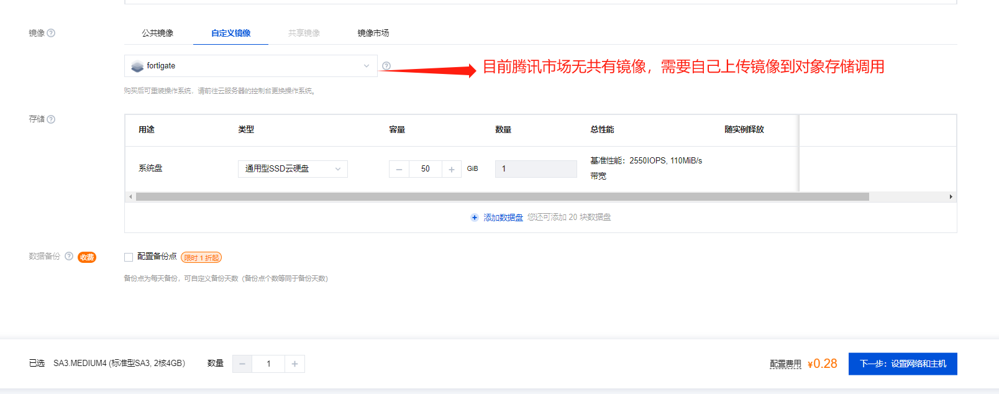 镜像
公共镜像 自定义镜像 共享镜像 镜像市场
fortigate
目前腾讯市场无共有镜像，需要自己上传镜像到对象存储调用
购买后可重装操作系统，请前往云服务器的控制台更换操作系统。
存储
用途 类型 容量 数量 总性能 随实例释放
系统盘 通用型SSD云硬盘 － 50 ＋ GiB 1 基准性能：2550IOPS, 110MiB/s
带宽
添加数据盘 您还可添加 20 块数据盘
数据备份 收费 配置备份点 限时 1 折起
备份点为每天备份，可自定义备份天数（备份点个数等同于备份天数）
已选 SA3.MEDIUM4 (标准型SA3, 2核4GB) 数量 － 1 ＋ 配置费用 ¥0.28 下一步：设置网络和主机